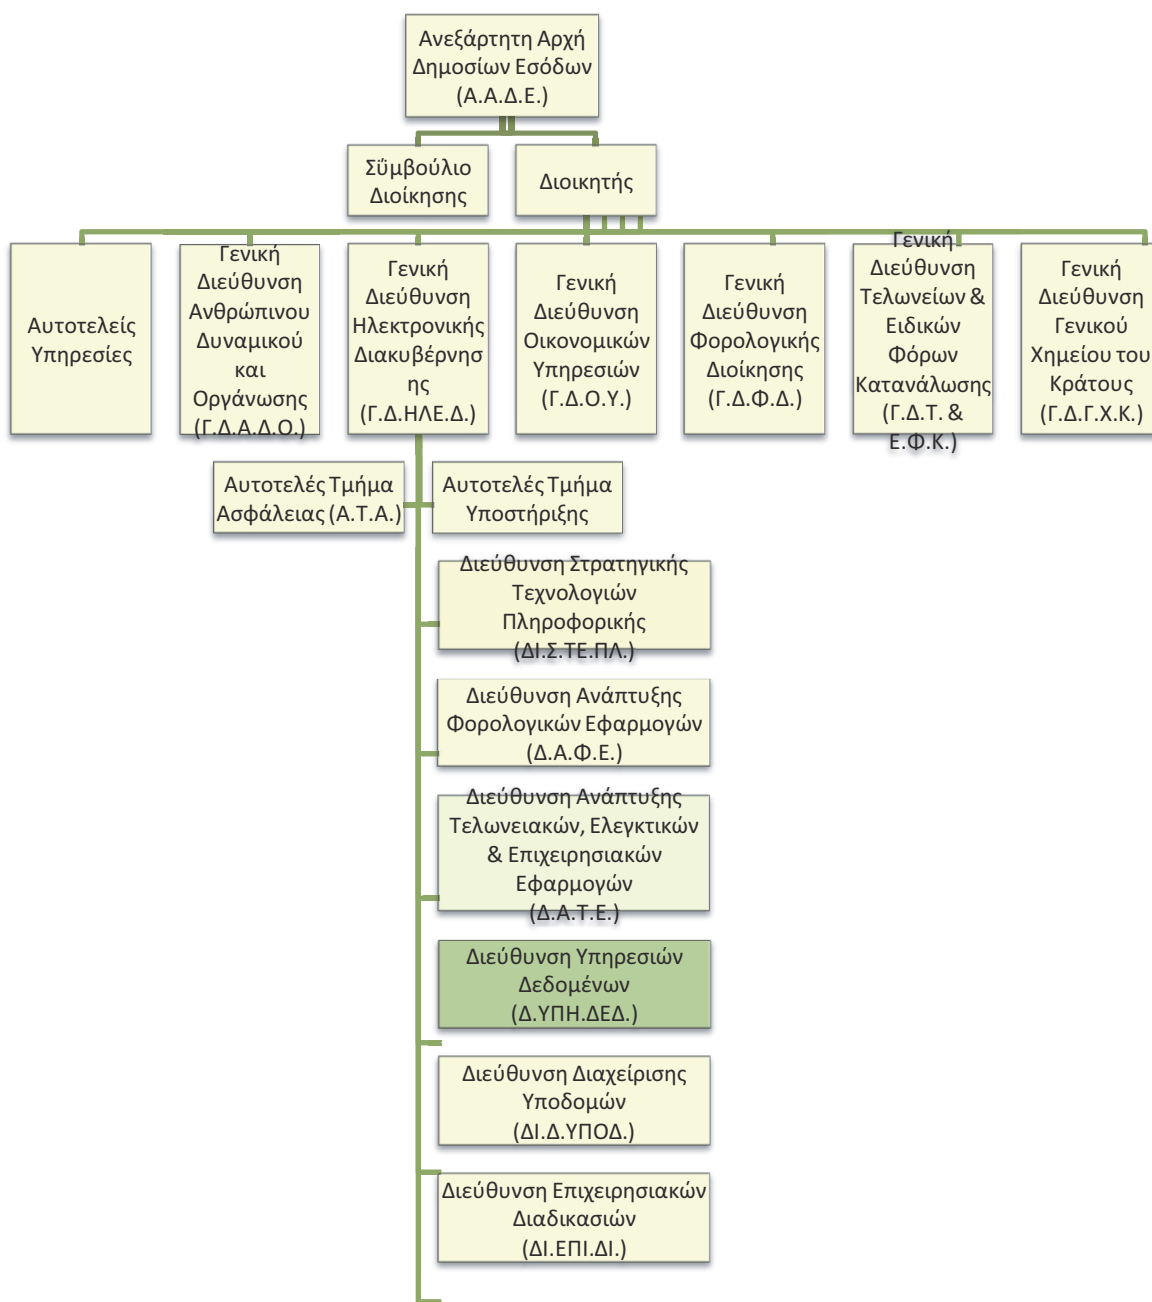 Ανεξάρτητη Αρχή
Δημοσίων Εσόδων
(Α.Α.Δ.Ε.)
Σΰμβούλιο
Διοίκησης
Διοικητής
Αυτοτελείς
Υπηρεσίες
Γενική
Διεύθυνση
Ανθρώπινου
Δυναμικού
και
Οργάνωσης
(Γ.Δ.Α.Δ.Ο.)
Γενική
Διεύθυνση
Ηλεκτρονικής
Διακυβέρνησ
ης
(Γ.Δ.ΗΛΕ.Δ.)
Γενική
Διεύθυνση
Οικονομικών
Υπηρεσιών
(Γ.Δ.Ο.Υ.)
Γενική
Διεύθυνση
Φορολογικής
Διοίκησης
(Γ.Δ.Φ.Δ.)
Γενική
Διεύθυνση
Τελωνείων &
Ειδικών
Φόρων
Κατανάλωσης
(Γ.Δ.Τ. &
Ε.Φ.Κ.)
Γενική
Διεύθυνση
Γενικού
Χημείου του
Κράτους
(Γ.Δ.Γ.Χ.Κ.)
Αυτοτελές Τμήμα
Ασφάλειας (Α.Τ.Α.)
Αυτοτελές Τμήμα
Υποστήριξης
Διεύθυνση Στρατηγικής
Τεχνολογιών
Πληροφορικής
(ΔΙ.Σ.ΤΕ.ΠΛ.)
Διεύθυνση Ανάπτυξης
Φορολογικών Εφαρμογών
(Δ.Α.Φ.Ε.)
Διεύθυνση Ανάπτυξης
Τελωνειακών, Ελεγκτικών
& Επιχειρησιακών
Εφαρμογών
(Δ.Α.Τ.Ε.)
Διεύθυνση Υπηρεσιών
Δεδομένων
(Δ.ΥΠΗ.ΔΕΔ.)
Διεύθυνση Διαχείρισης
Υποδομών
(ΔΙ.Δ.ΥΠΟΔ.)
Διεύθυνση Επιχειρησιακών
Διαδικασιών
(ΔΙ.ΕΠΙ.ΔΙ.)